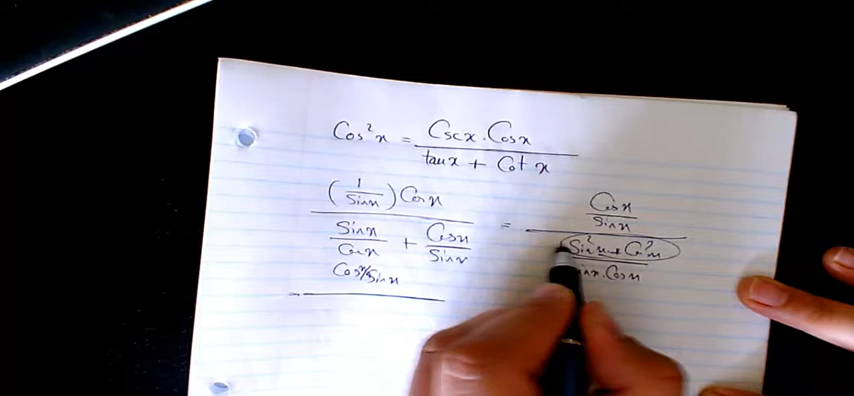 Cos²x = Cscx . Cosx / tanx + Cot x
(1 / Sinx) Cosx / Sinx / Cosx + Cosx / Sinx = Cosx / Sinx / Sin²x + Cos²x / Sinx . Cosx
Cosx/Sinx